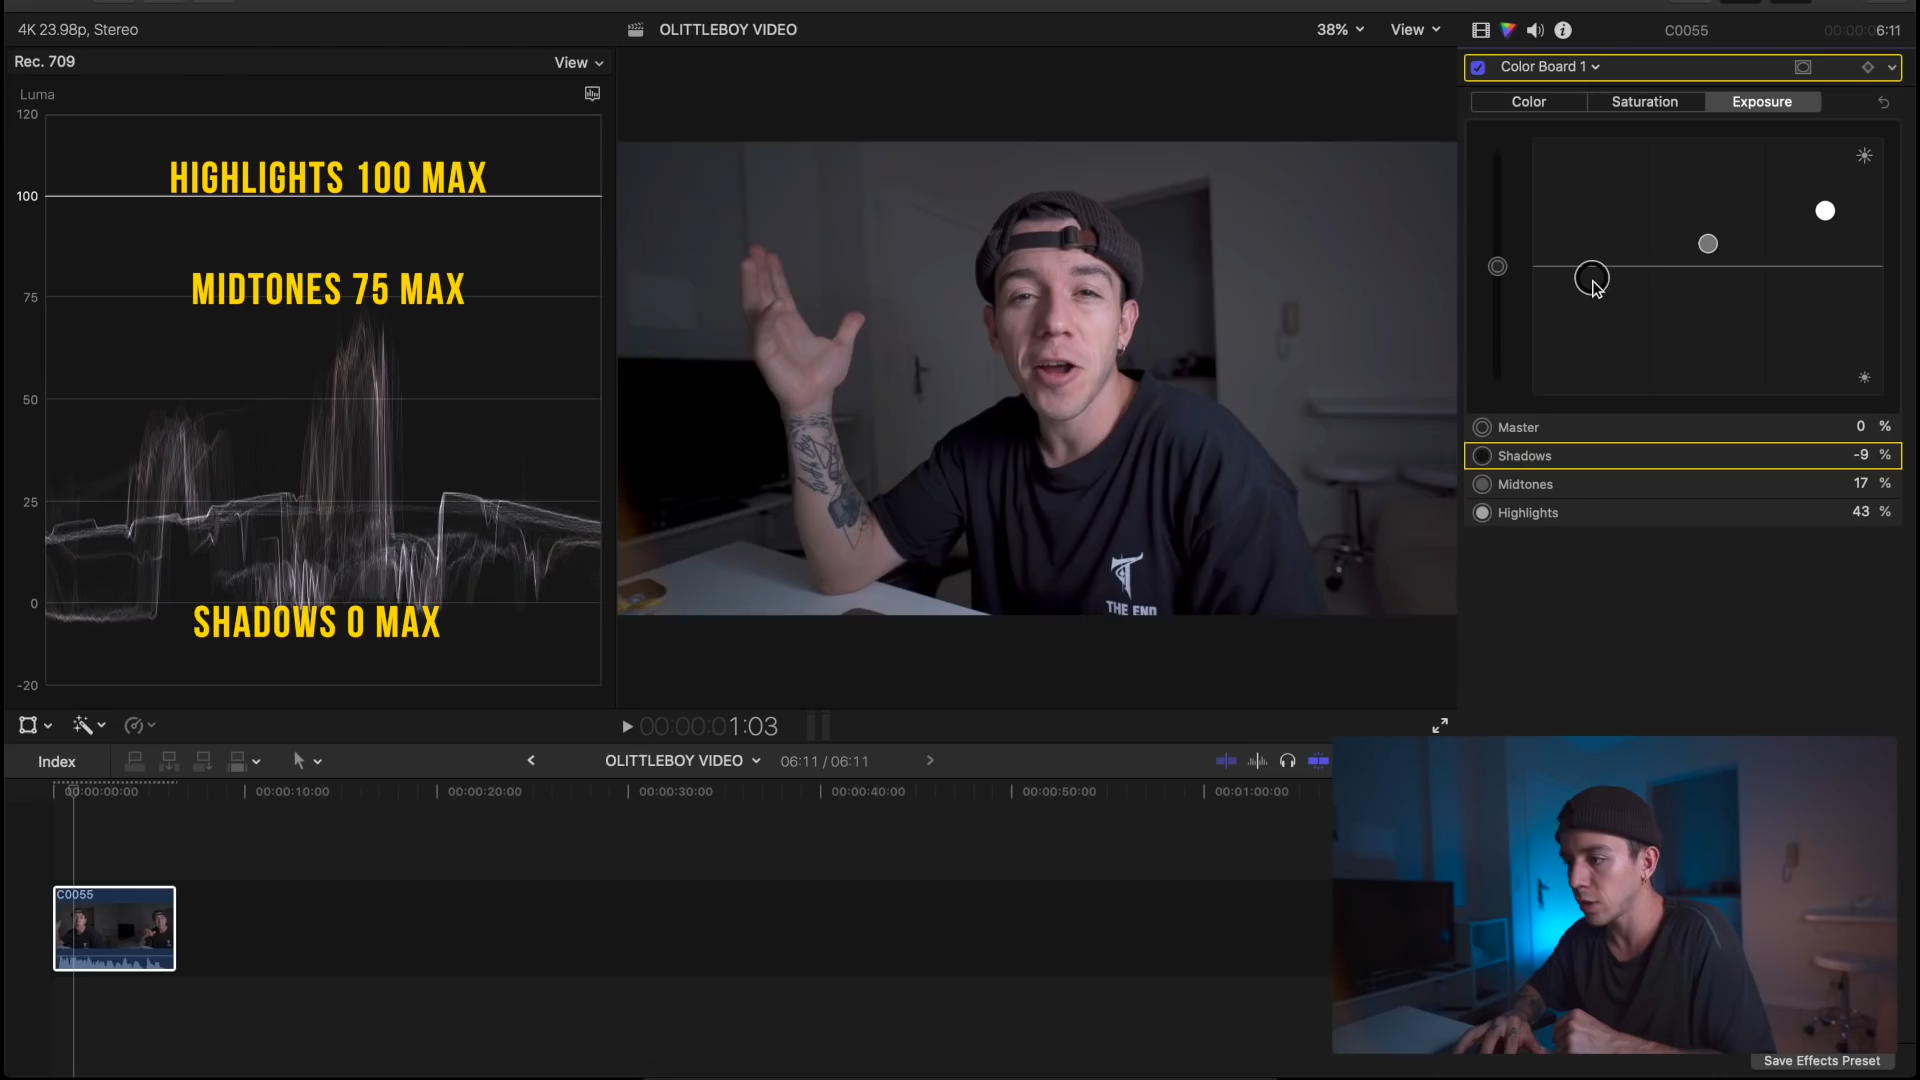 4K 23.98p, Stereo
OLITTLEBOY VIDEO
38%
View
C0055
00:00:06:11
Rec. 709
View
Color Board 1
Luma
Color
Saturation
Exposure
120
HIGHLIGHTS 100 MAX
100
MIDTONES 75 MAX
75
50
25
0
SHADOWS 0 MAX
-20
THE END
Master 0 %
Shadows -9 %
Midtones 17 %
Highlights 43 %
00:00:01:03
Index
OLITTLEBOY VIDEO
06:11 / 06:11
00:00:00:00
00:00:10:00
00:00:20:00
00:00:30:00
00:00:40:00
00:00:50:00
00:01:00:00
C0055
Save Effects Preset